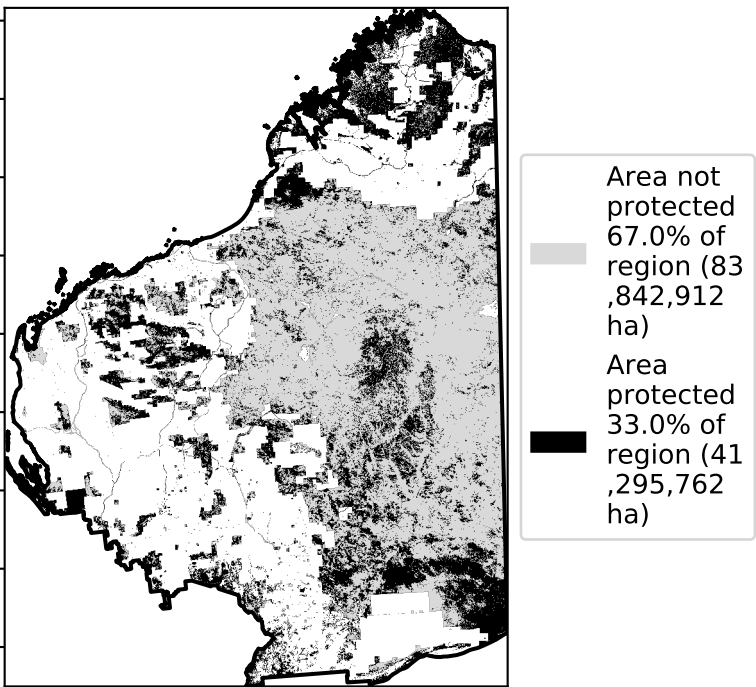 Area not
protected
67.0% of
region (83
,842,912
ha)
Area
protected
33.0% of
region (41
,295,762
ha)